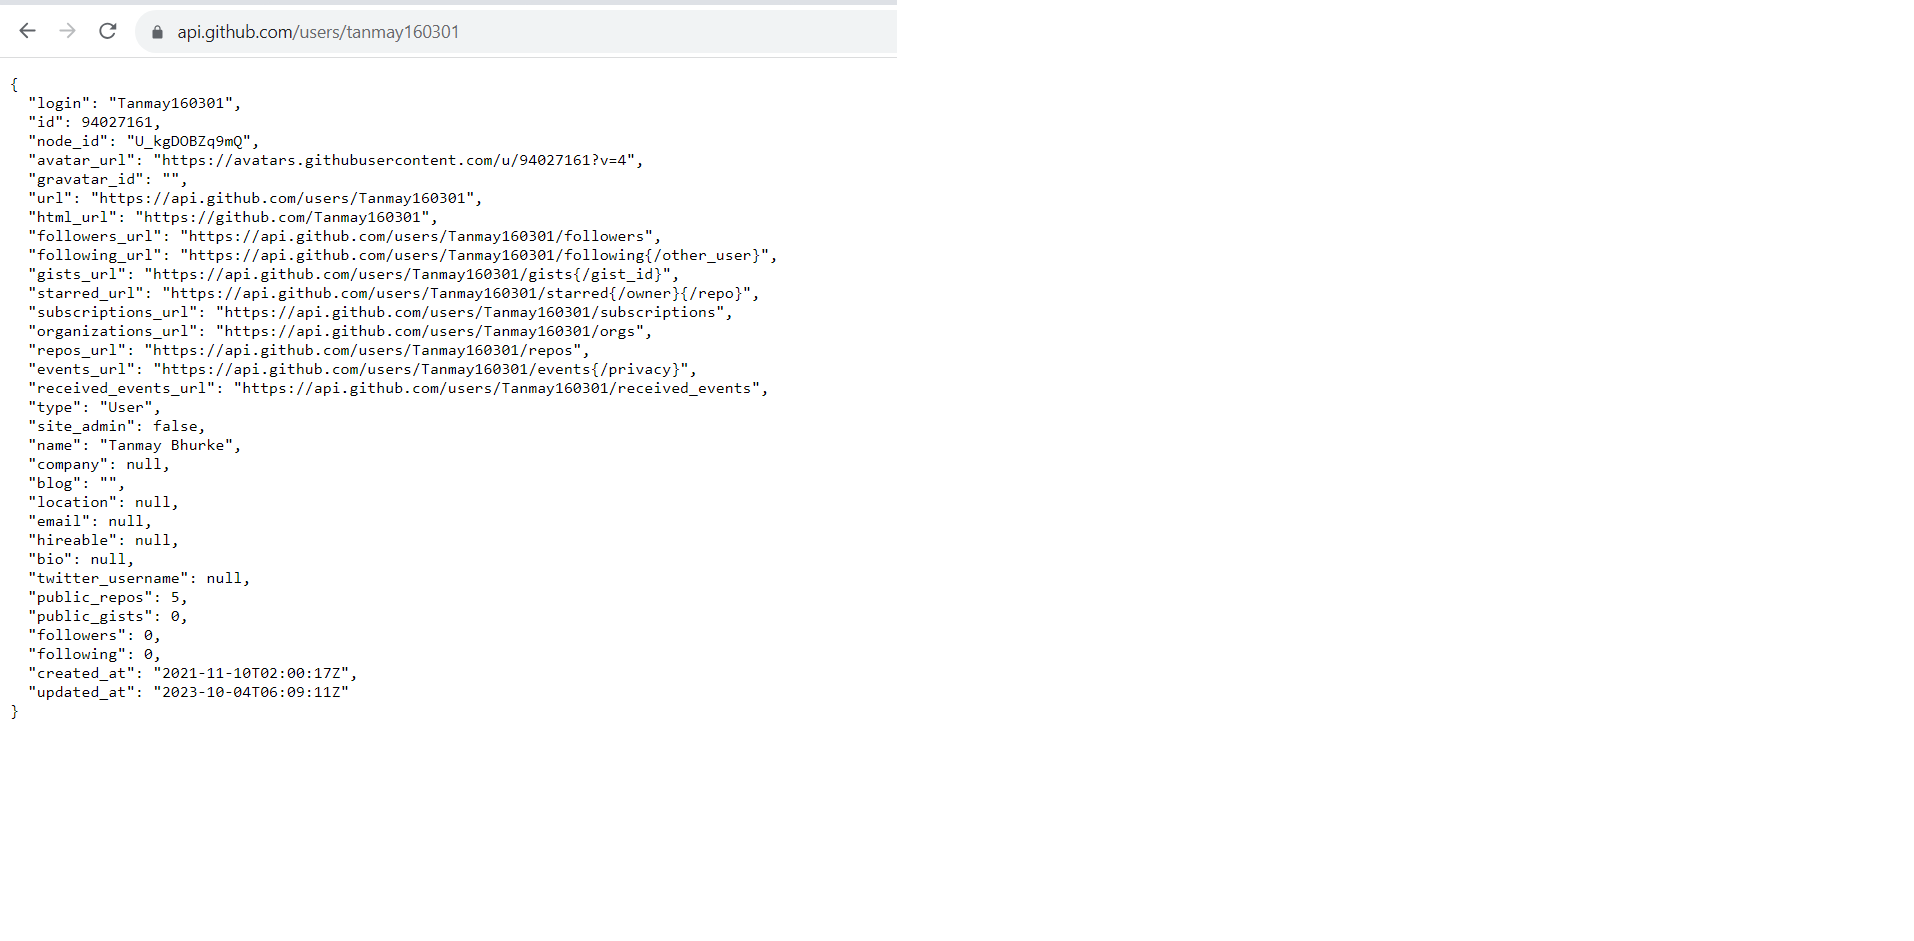 api.github.com/users/tanmay160301
{
"login": "Tanmay160301",
"id": 94027161,
"node_id": "U_kgDOBZq9mQ",
"avatar_url": "https://avatars.githubusercontent.com/u/94027161?v=4",
"gravatar_id": "",
"url": "https://api.github.com/users/Tanmay160301",
"html_url": "https://github.com/Tanmay160301",
"followers_url": "https://api.github.com/users/Tanmay160301/followers",
"following_url": "https://api.github.com/users/Tanmay160301/following{/other_user}",
"gists_url": "https://api.github.com/users/Tanmay160301/gists{/gist_id}",
"starred_url": "https://api.github.com/users/Tanmay160301/starred{/owner}{/repo}",
"subscriptions_url": "https://api.github.com/users/Tanmay160301/subscriptions",
"organizations_url": "https://api.github.com/users/Tanmay160301/orgs",
"repos_url": "https://api.github.com/users/Tanmay160301/repos",
"events_url": "https://api.github.com/users/Tanmay160301/events{/privacy}",
"received_events_url": "https://api.github.com/users/Tanmay160301/received_events",
"type": "User",
"site_admin": false,
"name": "Tanmay Bhurke",
"company": null,
"blog": "",
"location": null,
"email": null,
"hireable": null,
"bio": null,
"twitter_username": null,
"public_repos": 5,
"public_gists": 0,
"followers": 0,
"following": 0,
"created_at": "2021-11-10T02:00:17Z",
"updated_at": "2023-10-04T06:09:11Z"
}